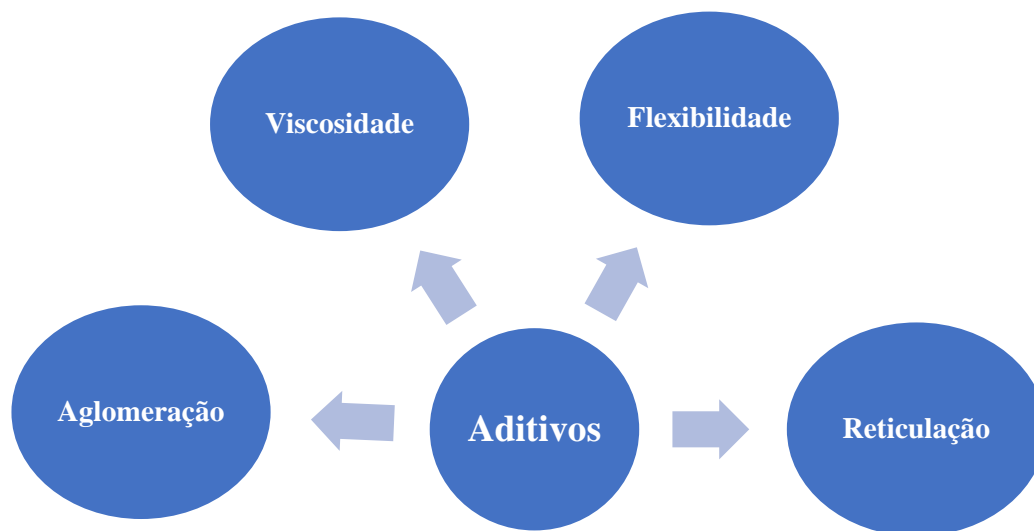 Viscosidade
Flexibilidade
Aglomeração
Aditivos
Reticulação